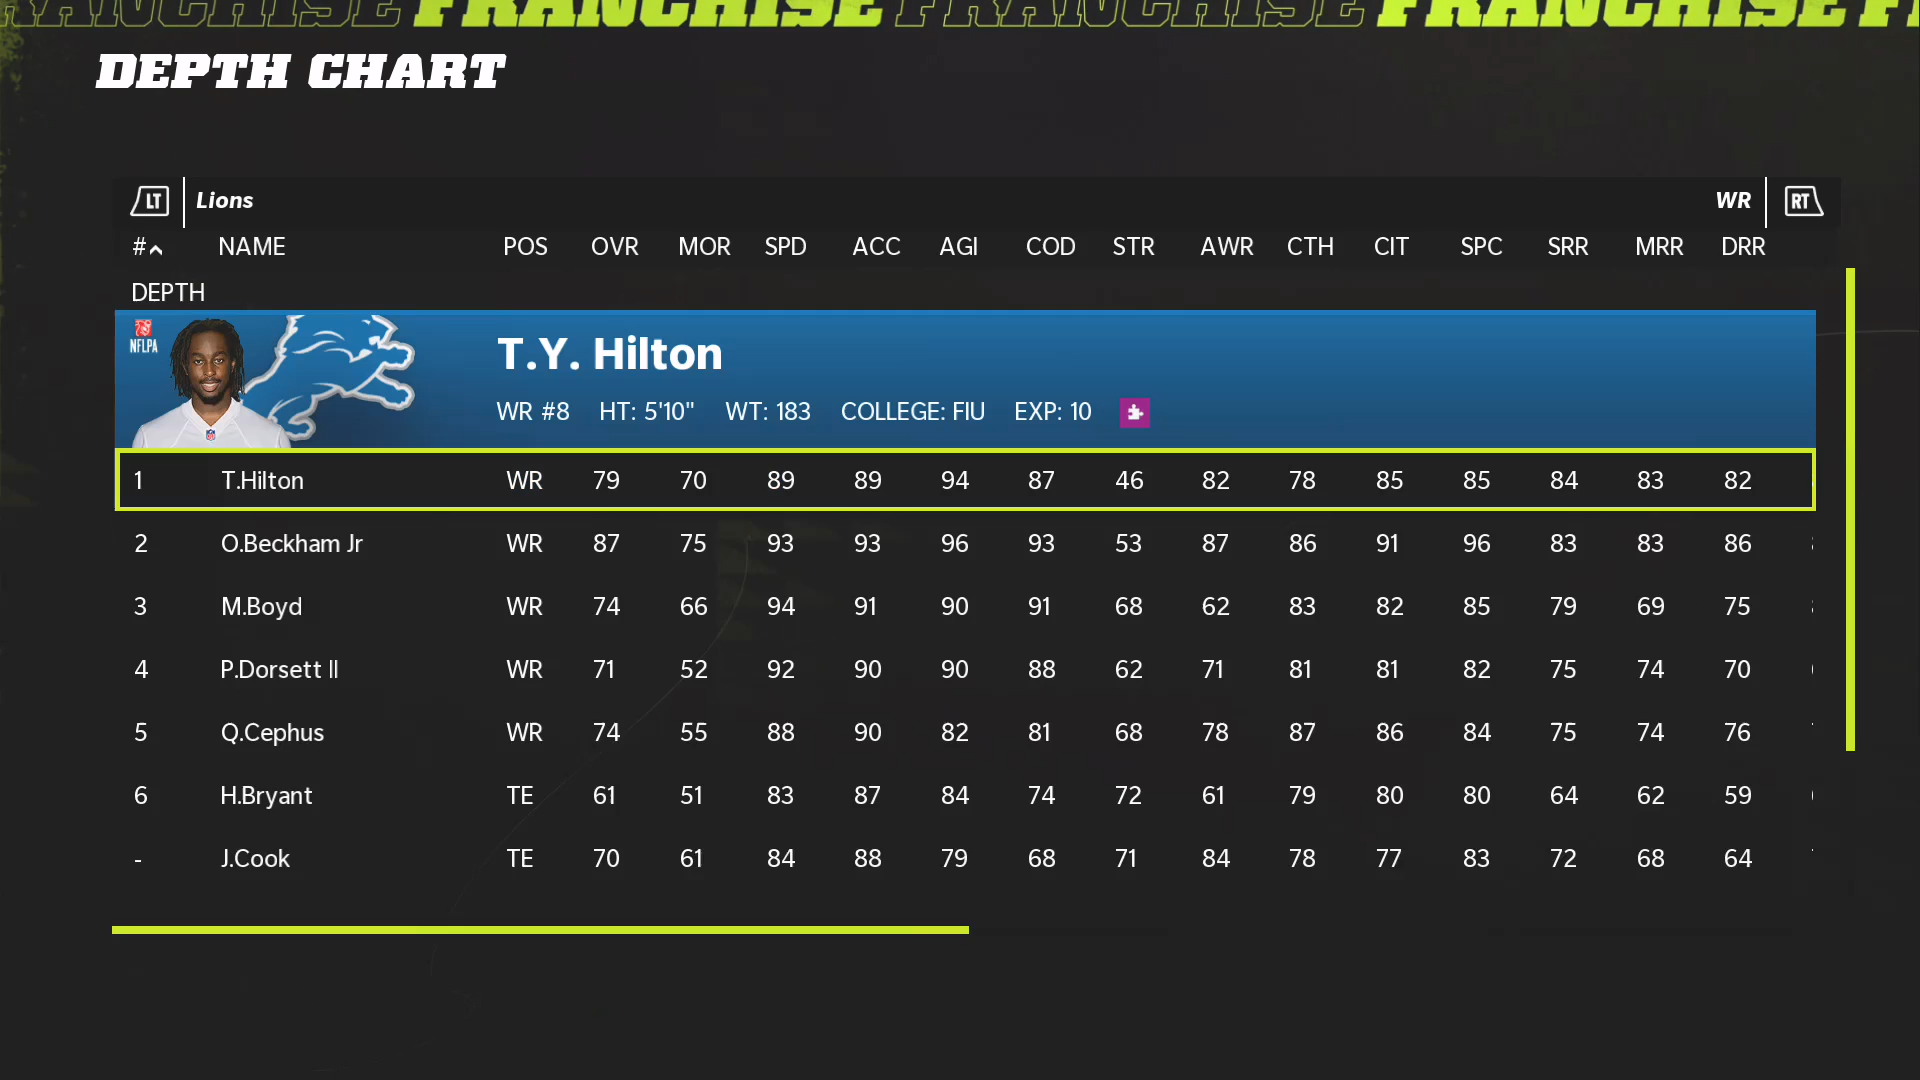 FRANCHISE FRANCHISE FRANCHISE FRANCHISE F
DEPTH CHART
LT Lions WR RT
# NAME POS OVR MOR SPD ACC AGI COD STR AWR CTH CIT SPC SRR MRR DRR
DEPTH
NFLPA
T.Y. Hilton
WR #8 HT: 5'10" WT: 183 COLLEGE: FIU EXP: 10
1 T.Hilton WR 79 70 89 89 94 87 46 82 78 85 85 84 83 82
2 O.Beckham Jr WR 87 75 93 93 96 93 53 87 86 91 96 83 83 86
3 M.Boyd WR 74 66 94 91 90 91 68 62 83 82 85 79 69 75
4 P.Dorsett II WR 71 52 92 90 90 88 62 71 81 81 82 75 74 70
5 Q.Cephus WR 74 55 88 90 82 81 68 78 87 86 84 75 74 76
6 H.Bryant TE 61 51 83 87 84 74 72 61 79 80 80 64 62 59
- J.Cook TE 70 61 84 88 79 68 71 84 78 77 83 72 68 64